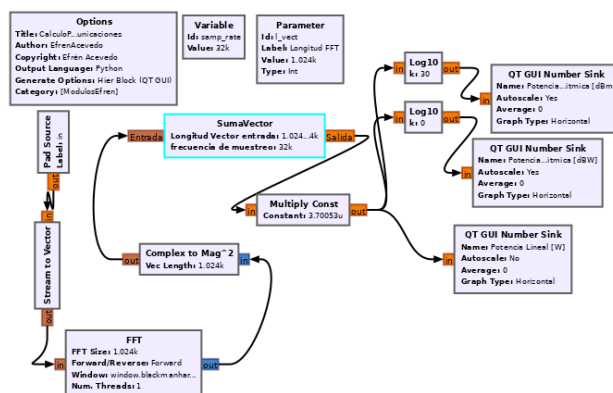 Options
Title: CalculoP...unicaciones
Author: EfrenAcevedo
Copyright: Efrén Acevedo
Output Language: Python
Generate Options: Hier Block (QT GUI)
Category: [ModulosEfren]
Variable
Id: samp_rate
Value: 32k
Parameter
Id: l_vect
Label: Longitud FFT
Value: 1.024k
Type: Int
Pad Source
Label: in
out
in
Stream to Vector
out
FFT
FFT Size: 1.024k
Forward/Reverse: Forward
Window: window.blackmanhar...
Num. Threads: 1
in
out
Complex to Mag^2
Vec Length: 1.024k
out
in
SumaVector
Longitud Vector entrada: 1.024...4k
frecuencia de muestreo: 32k
Entrada
Salida
Multiply Const
Constant: 3.70053u
in
out
Log10
k: 30
in
out
Log10
k: 0
in
out
QT GUI Number Sink
Name: Potencia...itmica [dBm]
Autoscale: Yes
Average: 0
Graph Type: Horizontal
in
QT GUI Number Sink
Name: Potencia...itmica [dBW]
Autoscale: Yes
Average: 0
Graph Type: Horizontal
in
QT GUI Number Sink
Name: Potencia Lineal [W]
Autoscale: No
Average: 0
Graph Type: Horizontal
in